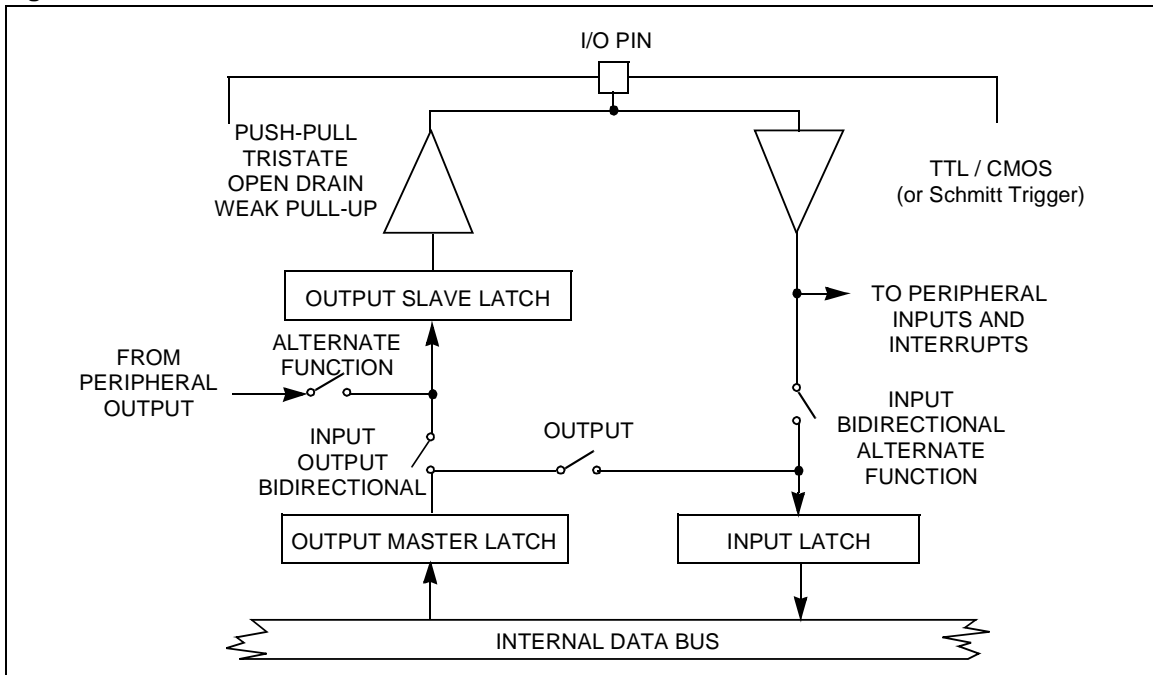 I/O PIN
PUSH-PULL
TRISTATE
OPEN DRAIN
WEAK PULL-UP
TTL / CMOS
(or Schmitt Trigger)
OUTPUT SLAVE LATCH
TO PERIPHERAL
INPUTS AND
INTERRUPTS
ALTERNATE
FUNCTION
FROM
PERIPHERAL
OUTPUT
INPUT
OUTPUT
BIDIRECTIONAL
OUTPUT
INPUT
BIDIRECTIONAL
ALTERNATE
FUNCTION
OUTPUT MASTER LATCH
INPUT LATCH
INTERNAL DATA BUS